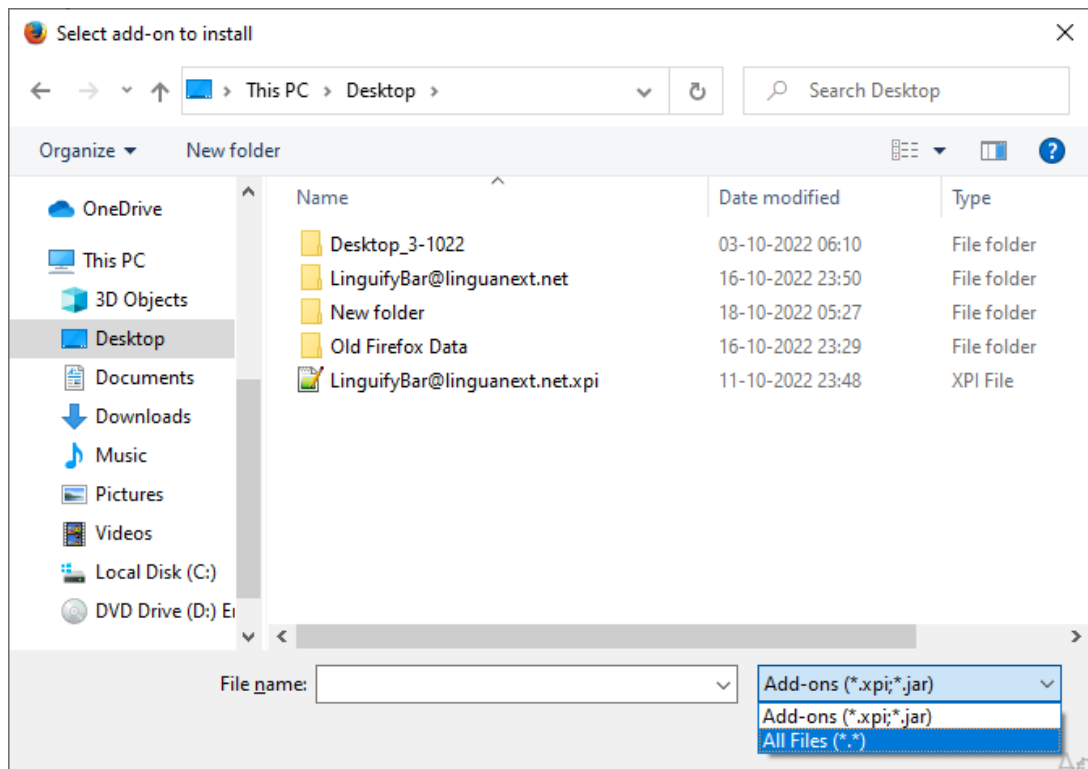 Select add-on to install
This PC > Desktop >
Search Desktop
Organize
New folder
Name Date modified Type
OneDrive
This PC
3D Objects
Desktop
Documents
Downloads
Music
Pictures
Videos
Local Disk (C:)
DVD Drive (D:)
Desktop_3-1022 03-10-2022 06:10 File folder
LinguifyBar@linguanext.net 16-10-2022 23:50 File folder
New folder 18-10-2022 05:27 File folder
Old Firefox Data 16-10-2022 23:29 File folder
LinguifyBar@linguanext.net.xpi 11-10-2022 23:48 XPI File
File name:
Add-ons (*.xpi;*.jar)
Add-ons (*.xpi;*.jar)
All Files (*.*)